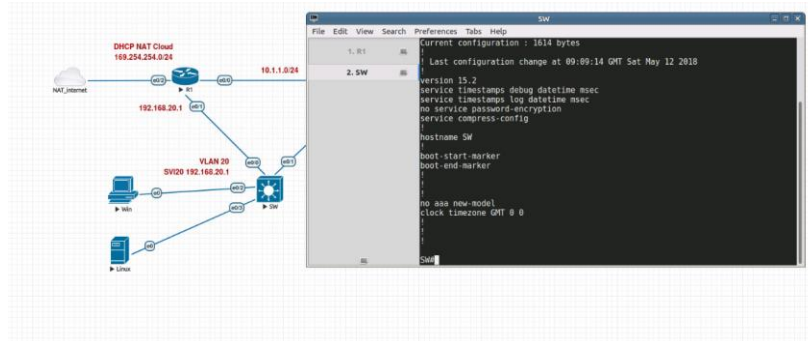 DHCP NAT Cloud
169.254.254.0/24
NAT_internet
e0/2
R1
e0/0
10.1.1.0/24
192.168.20.1
e0/1
VLAN 20
SVI20 192.168.20.1
e0/0
e0/1
e0
e0/2
Win
e0/3
SW
e0
Linux
SW
File Edit View Search Preferences Tabs Help
1. R1
2. SW
Current configuration : 1614 bytes
!
! Last configuration change at 09:09:14 GMT Sat May 12 2018
!
version 15.2
service timestamps debug datetime msec
service timestamps log datetime msec
no service password-encryption
service compress-config
!
hostname SW
!
boot-start-marker
boot-end-marker
!
!
!
no aaa new-model
clock timezone GMT 0 0
!
!
!
SW#